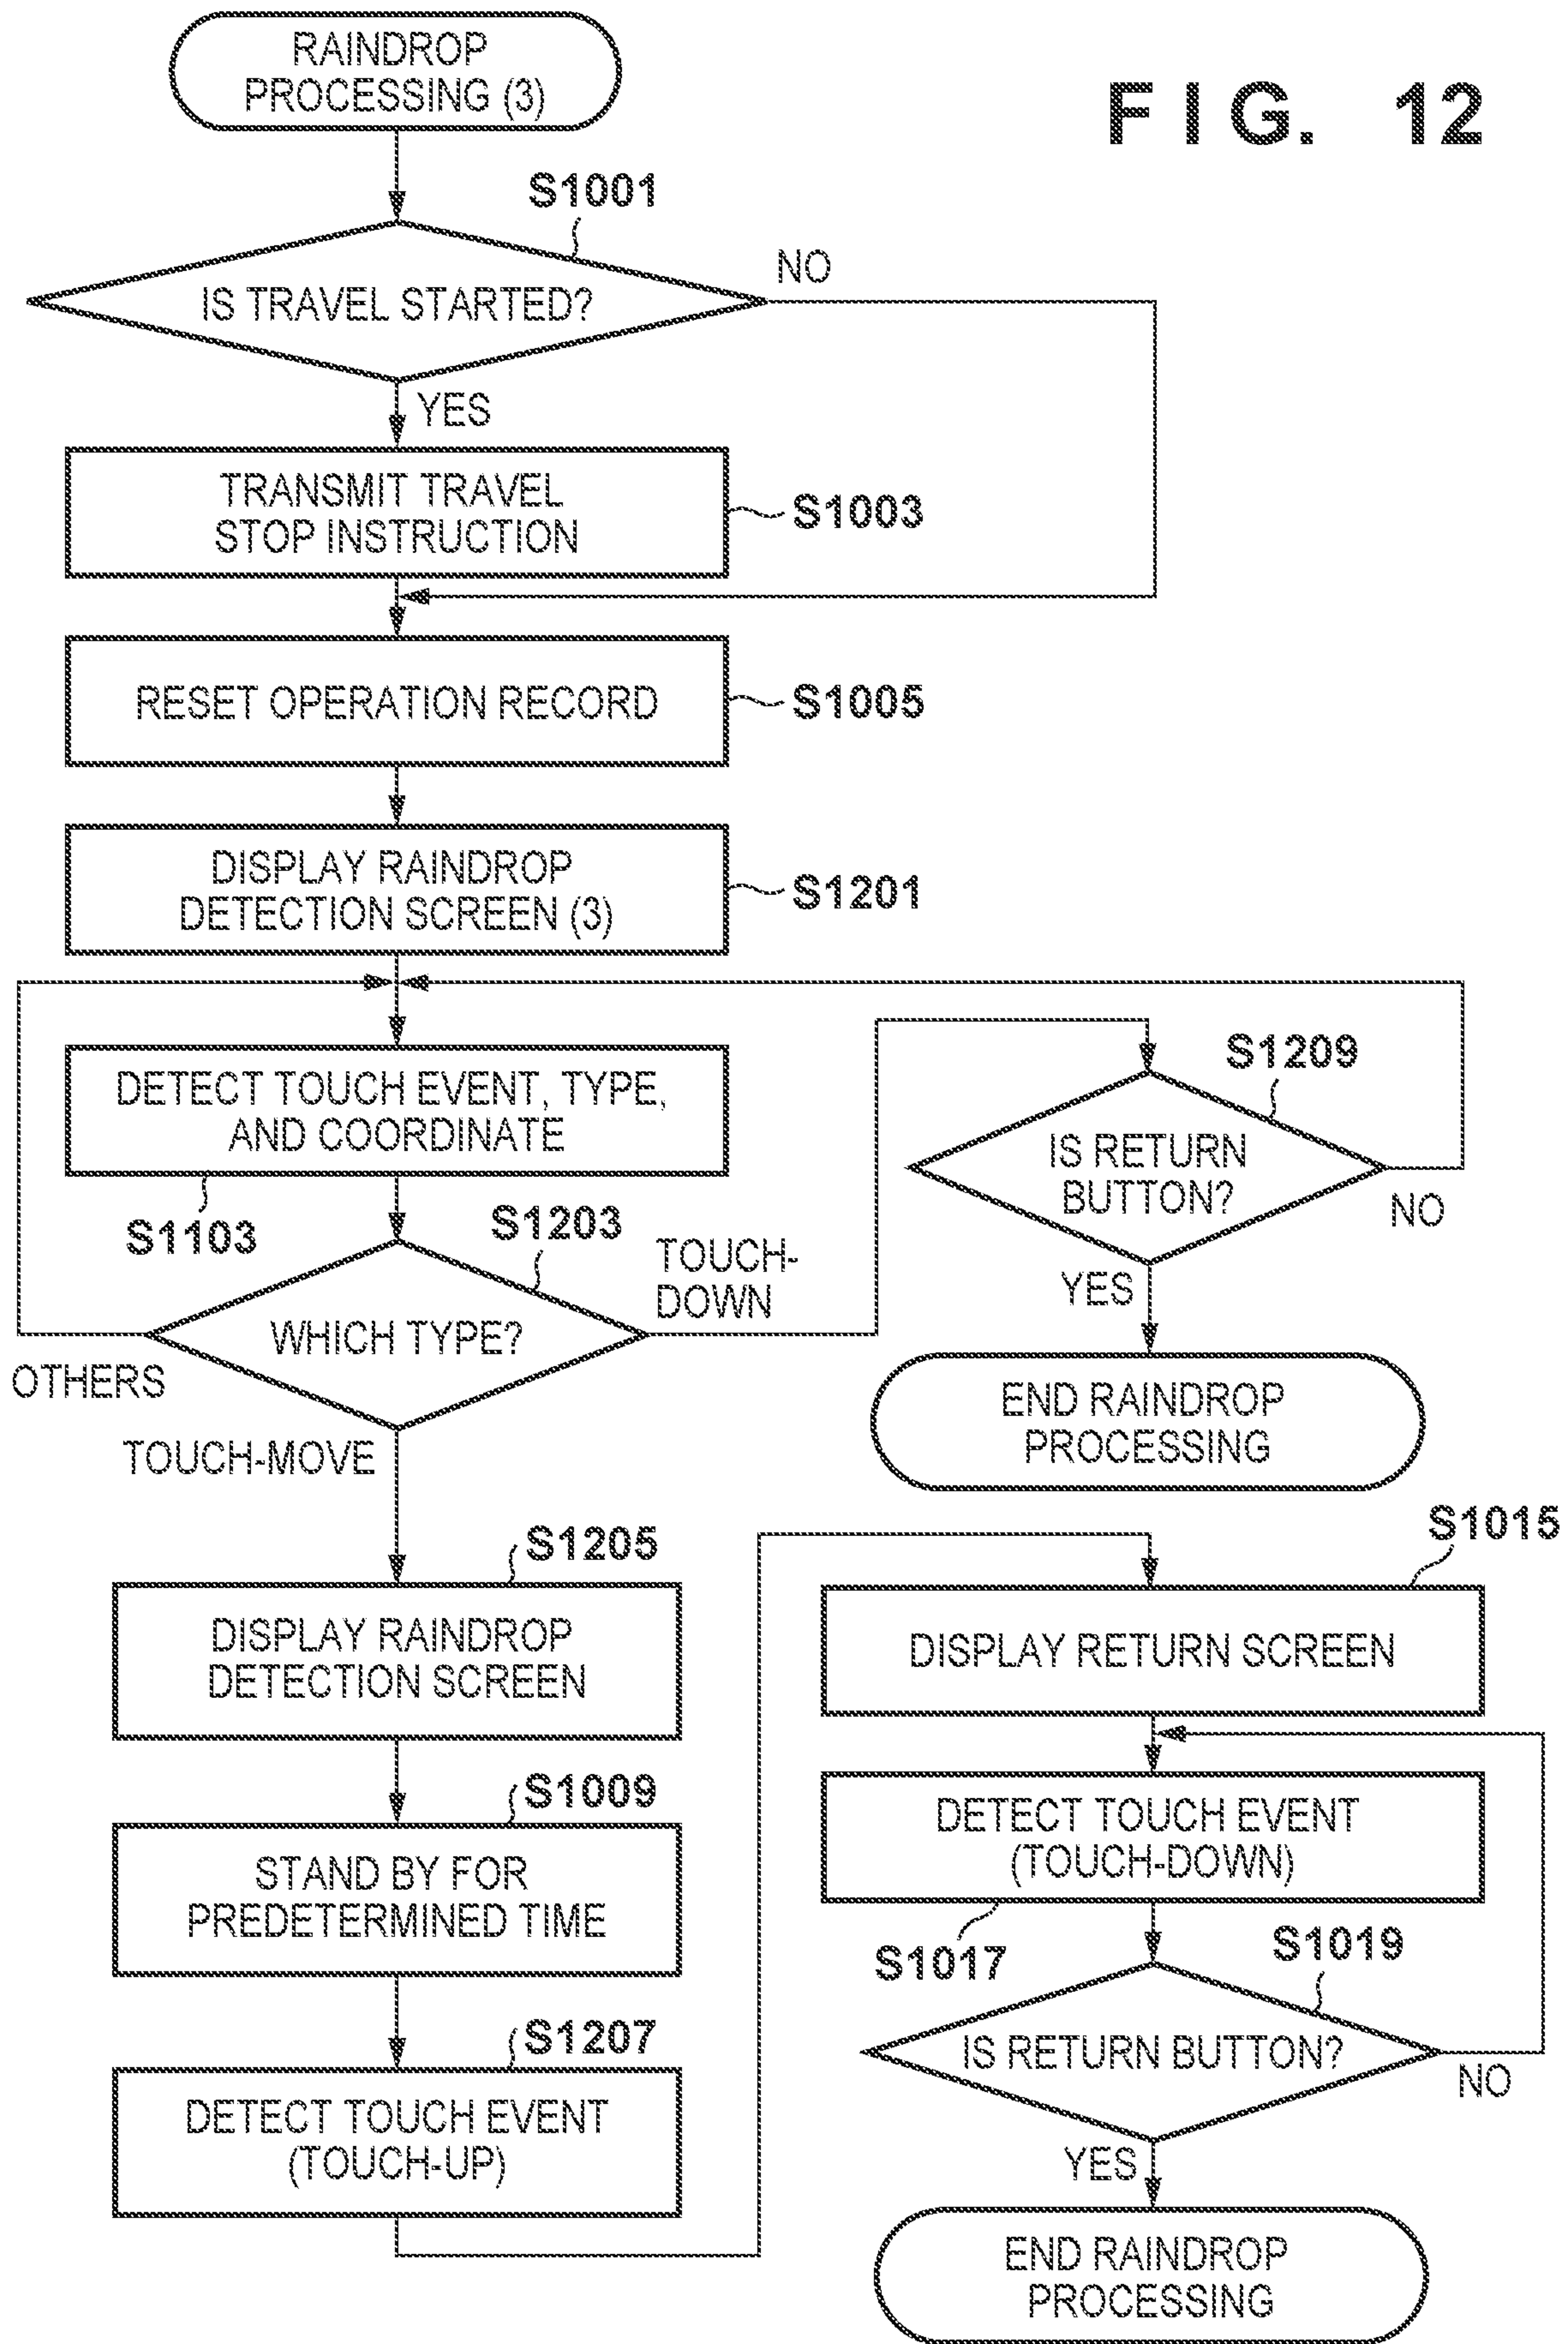 RAINDROP
PROCESSING (3)
FIG. 12
S1001
IS TRAVEL STARTED?
NO
YES
TRANSMIT TRAVEL
STOP INSTRUCTION
S1003
RESET OPERATION RECORD
S1005
DISPLAY RAINDROP
DETECTION SCREEN (3)
S1201
DETECT TOUCH EVENT, TYPE,
AND COORDINATE
S1103
S1203
WHICH TYPE?
OTHERS
TOUCH-
DOWN
TOUCH-MOVE
S1209
IS RETURN
BUTTON?
NO
YES
END RAINDROP
PROCESSING
S1205
DISPLAY RAINDROP
DETECTION SCREEN
S1009
STAND BY FOR
PREDETERMINED TIME
S1207
DETECT TOUCH EVENT
(TOUCH-UP)
S1015
DISPLAY RETURN SCREEN
DETECT TOUCH EVENT
(TOUCH-DOWN)
S1017
S1019
IS RETURN BUTTON?
NO
YES
END RAINDROP
PROCESSING